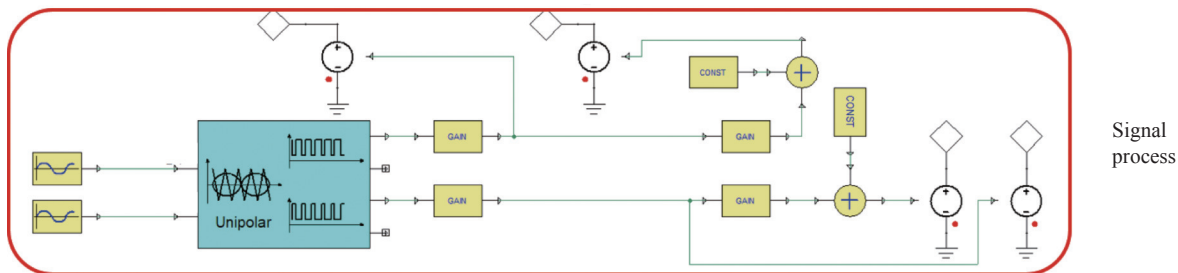 CONST
CONST
GAIN
GAIN
Unipolar
GAIN
GAIN
Signal
process